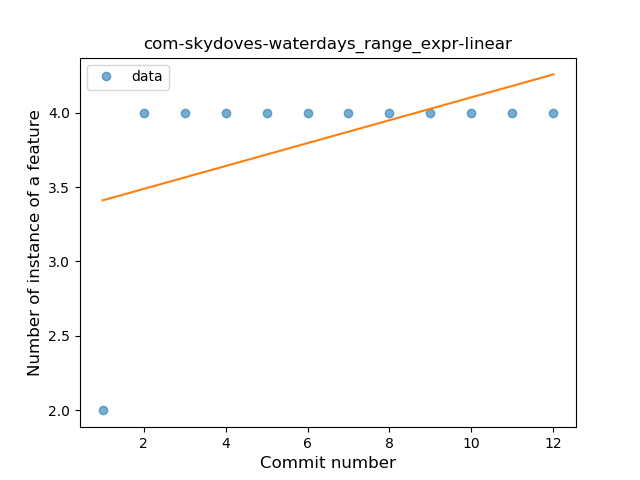 com-skydoves-waterdays_range_expr-linear
data
Number of instance of a feature
4.0
3.5
3.0
2.5
2.0
2 4 6 8 10 12
Commit number